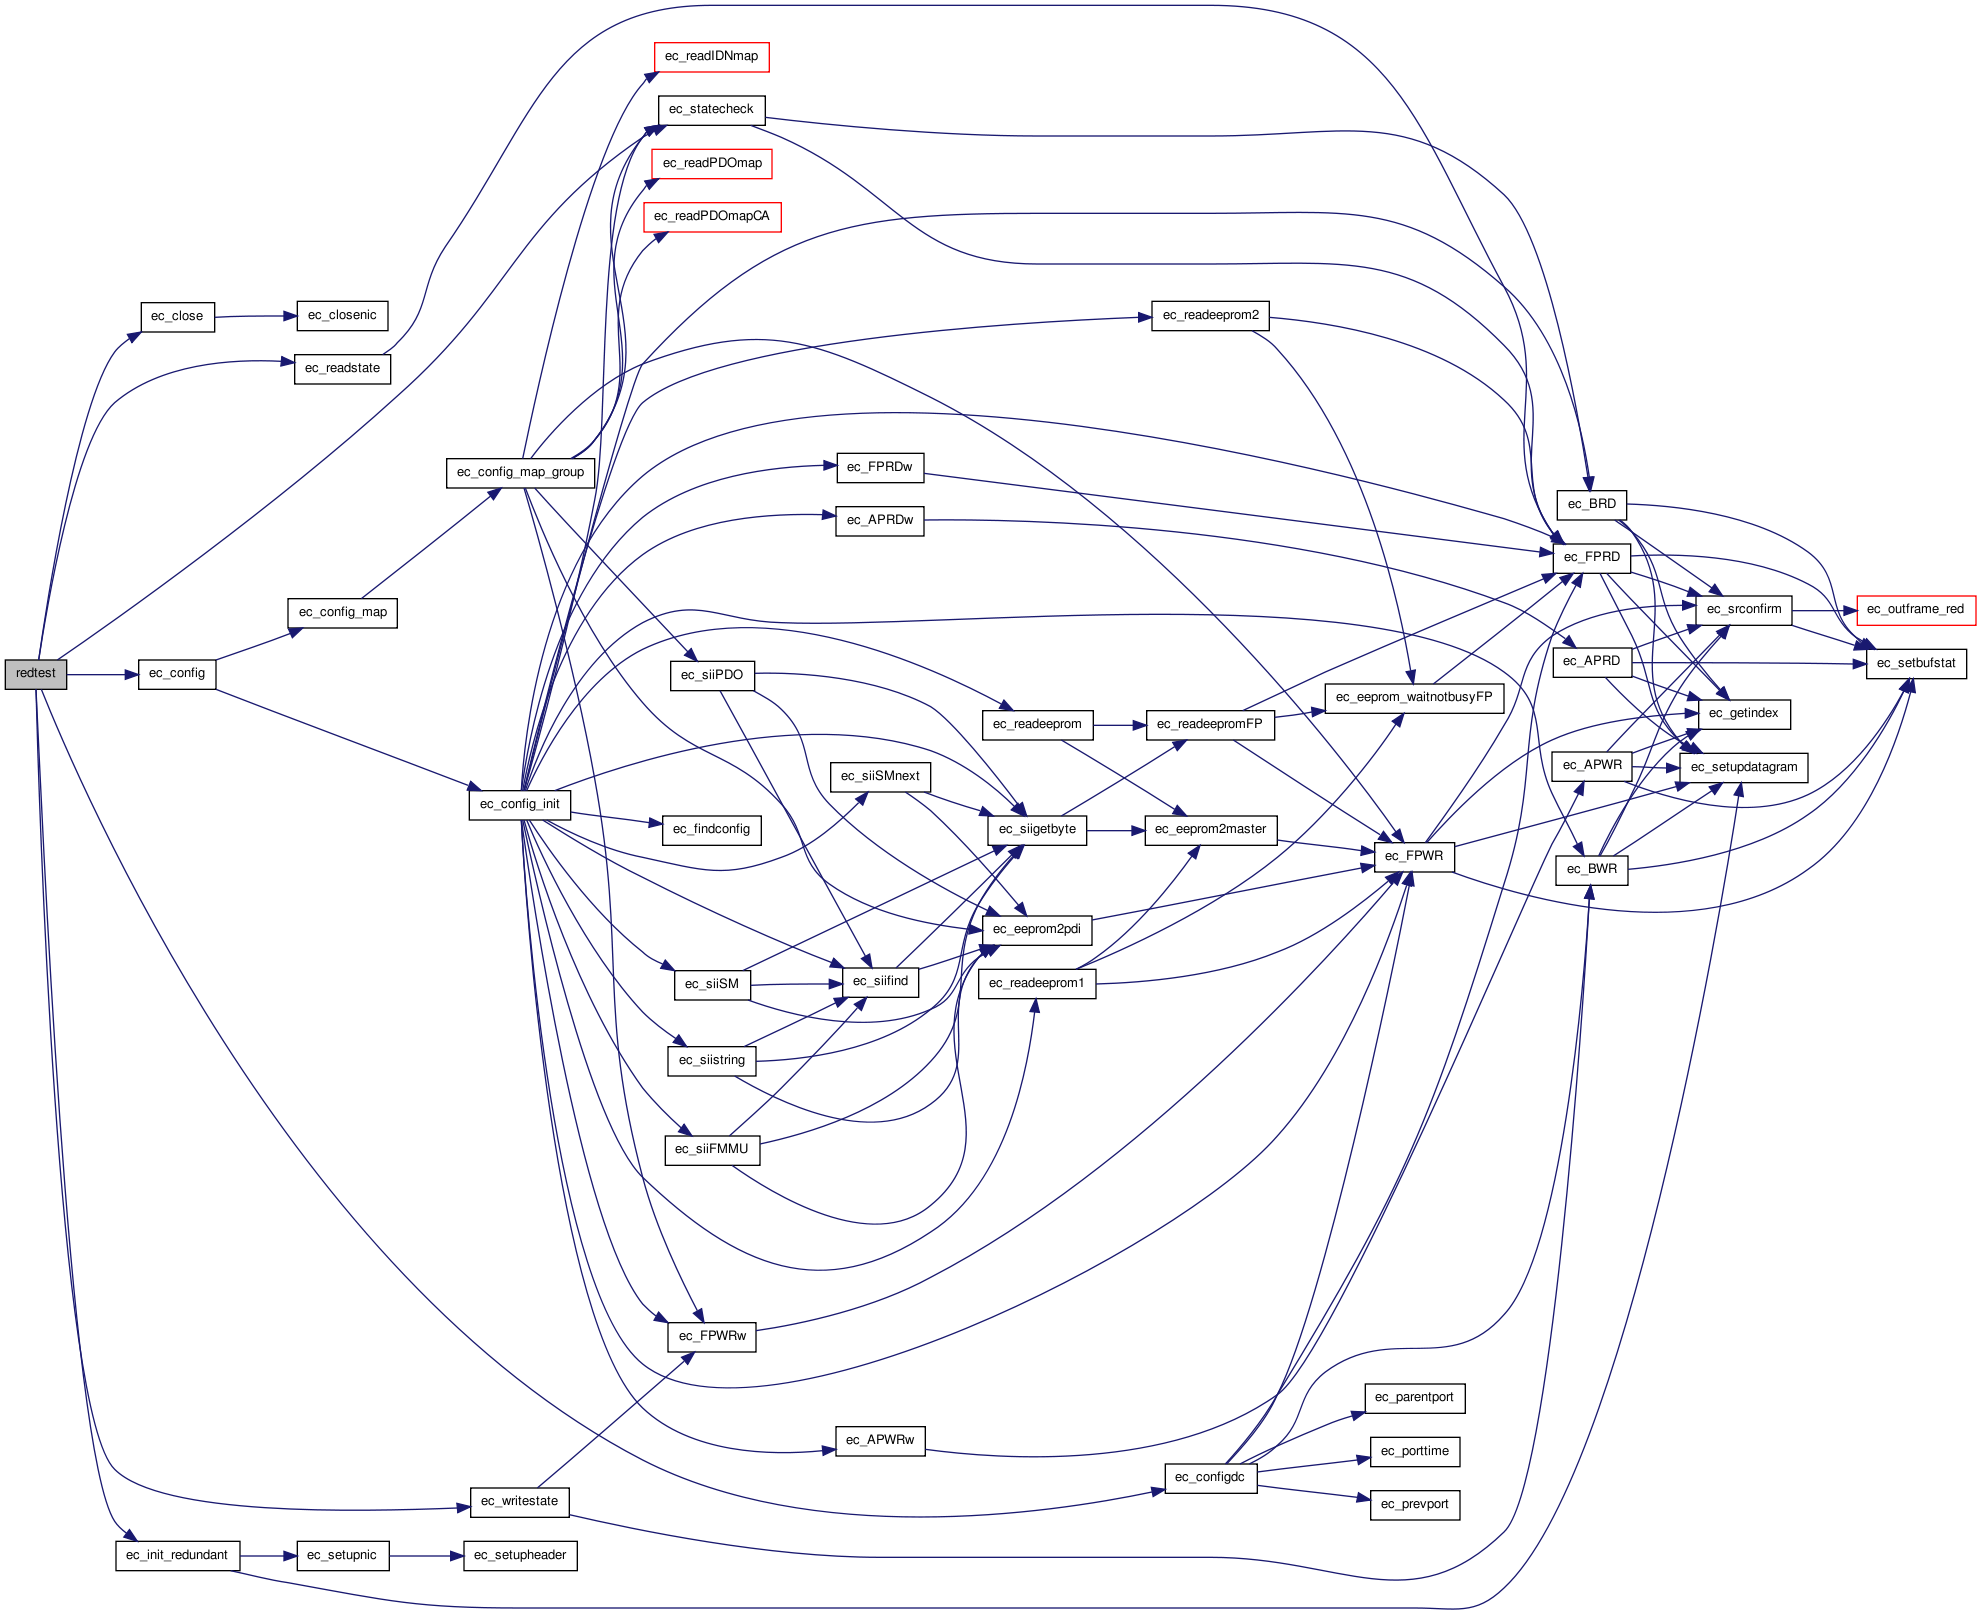 ec_readIDNmap
ec_statecheck
ec_readPDOmap
ec_readPDOmapCA
ec_close
ec_closenic
ec_readeeprom2
ec_readstate
ec_config_map_group
ec_FPRDw
ec_BRD
ec_APRDw
ec_FPRD
ec_config_map
ec_srconfirm
ec_outframe_red
redtest
ec_config
ec_siiPDO
ec_APRD
ec_setbufstat
ec_eeprom_waitnotbusyFP
ec_readeeprom
ec_readeepromFP
ec_getindex
ec_siiSMnext
ec_APWR
ec_setupdatagram
ec_config_init
ec_findconfig
ec_siigetbyte
ec_eeprom2master
ec_FPWR
ec_BWR
ec_eeprom2pdi
ec_siiSM
ec_siifind
ec_readeeprom1
ec_siistring
ec_siiFMMU
ec_FPWRw
ec_parentport
ec_APWRw
ec_porttime
ec_configdc
ec_writestate
ec_prevport
ec_init_redundant
ec_setupnic
ec_setupheader